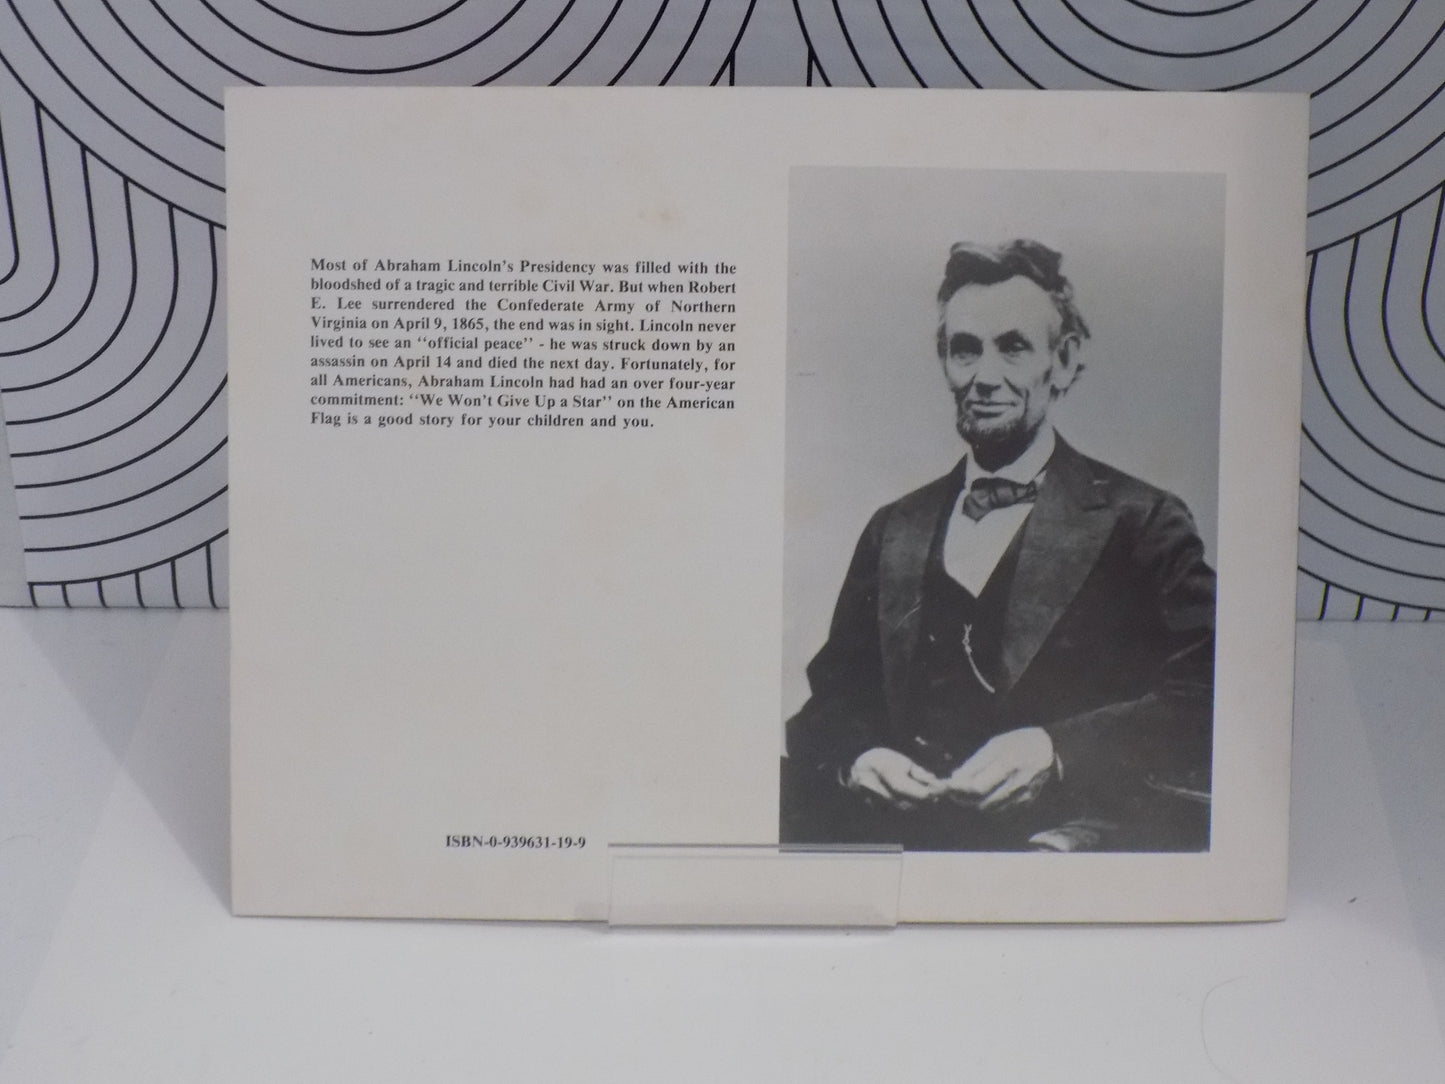 Most of Abraham Lincoln's Presidency was filled with the
bloodshed of a tragic and terrible Civil War. But when Robert
E. Lee surrendered the Confederate Army of Northern
Virginia on April 9, 1865, the end was in sight. Lincoln never
lived to see an "official peace" - he was struck down by an
assassin on April 14 and died the next day. Fortunately, for
all Americans, Abraham Lincoln had had an over four-year
commitment: "We Won't Give Up a Star" on the American
Flag is a good story for your children and you.
ISBN-0-939631-19-9